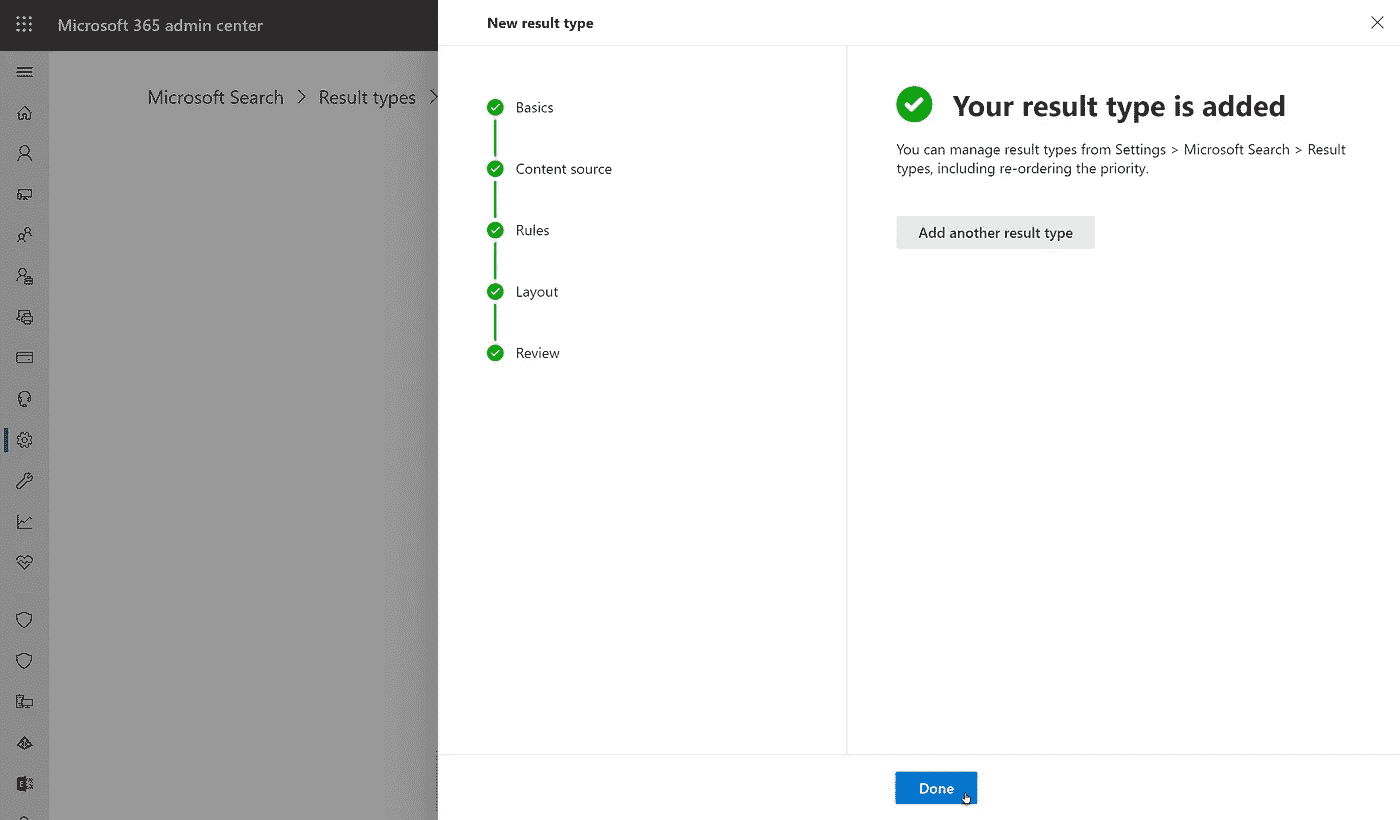 Microsoft 365 admin center
New result type
Microsoft Search > Result types >
Basics
Content source
Rules
Layout
Review
Your result type is added
You can manage result types from Settings > Microsoft Search > Result
types, including re-ordering the priority.
Add another result type
Done